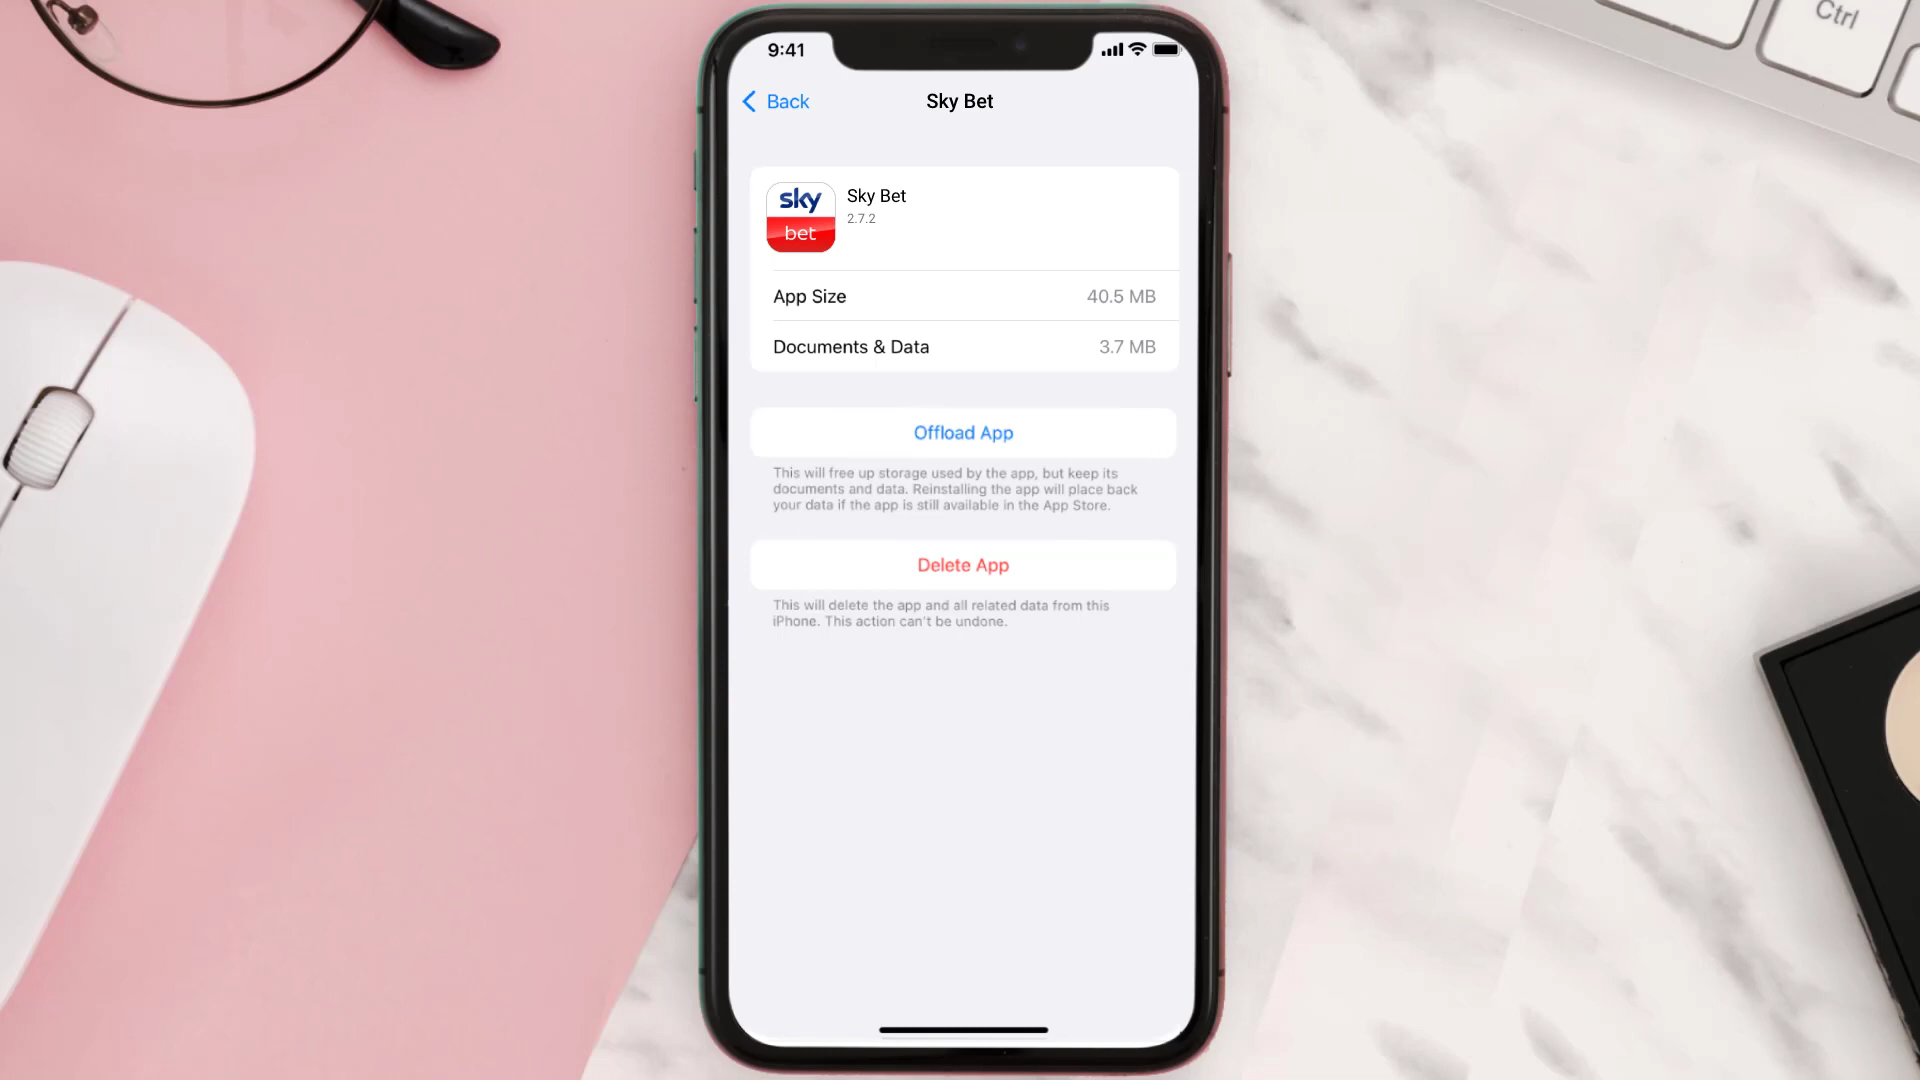 9:41
Back
Sky Bet
sky
bet
Sky Bet
2.7.2
App Size 40.5 MB
Documents & Data 3.7 MB
Offload App
This will free up storage used by the app, but keep its
documents and data. Reinstalling the app will place back
your data if the app is still available in the App Store.
Delete App
This will delete the app and all related data from this
iPhone. This action can't be undone.
Ctrl